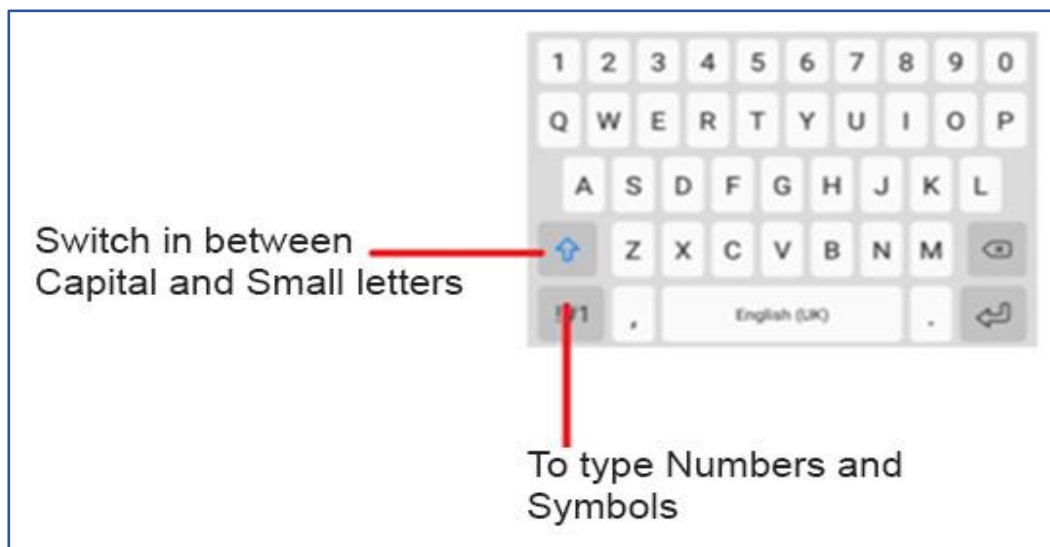 1 2 3 4 5 6 7 8 9 0
Q W E R T Y U I O P
A S D F G H J K L
Switch in between
Capital and Small letters
Z X C V B N M
, English (UK) .
To type Numbers and
Symbols